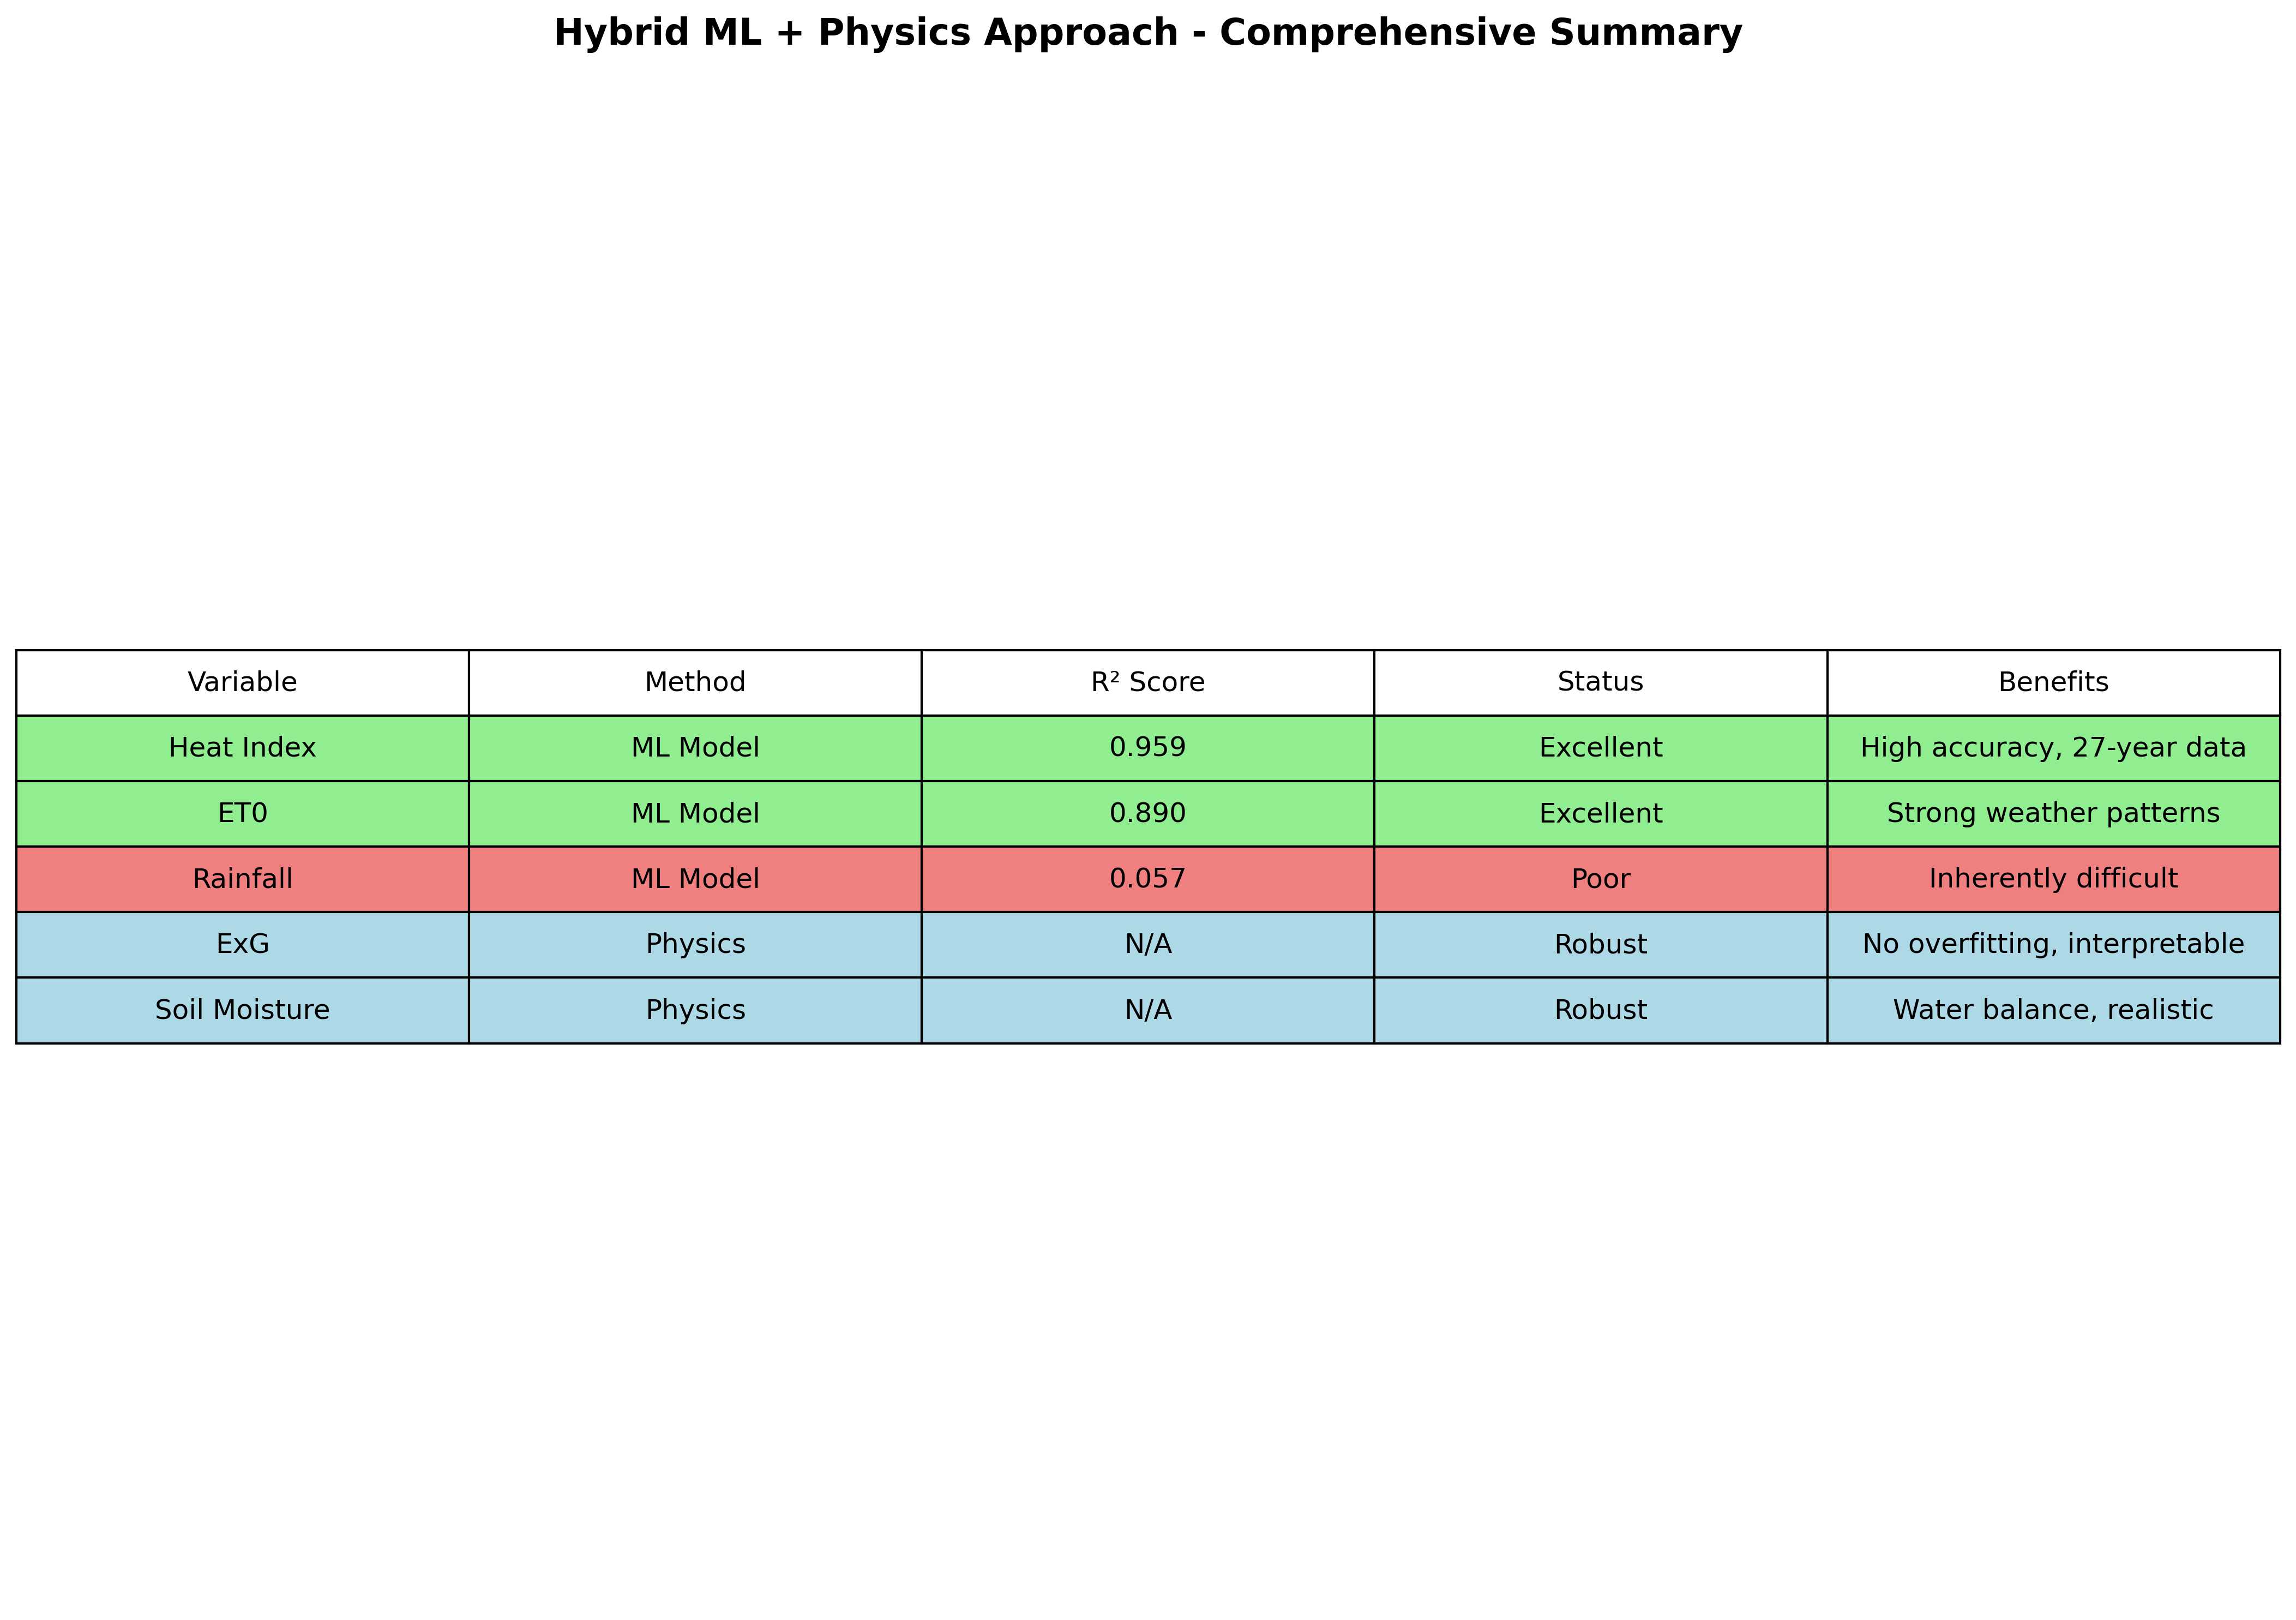 Hybrid ML + Physics Approach - Comprehensive Summary
Variable Method R² Score Status Benefits
Heat Index ML Model 0.959 Excellent High accuracy, 27-year data
ET0 ML Model 0.890 Excellent Strong weather patterns
Rainfall ML Model 0.057 Poor Inherently difficult
ExG Physics N/A Robust No overfitting, interpretable
Soil Moisture Physics N/A Robust Water balance, realistic